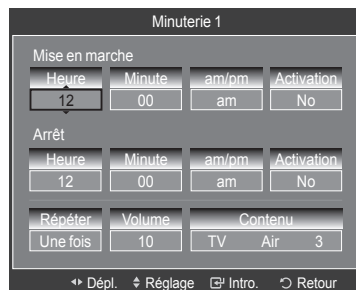 Minuterie 1
Mise en marche
Heure Minute am/pm Activation
12 00 am No
Arrêt
Heure Minute am/pm Activation
12 00 am No
Répéter Volume Contenu
Une fois 10 TV Air 3
Dépl. Réglage Intro. Retour